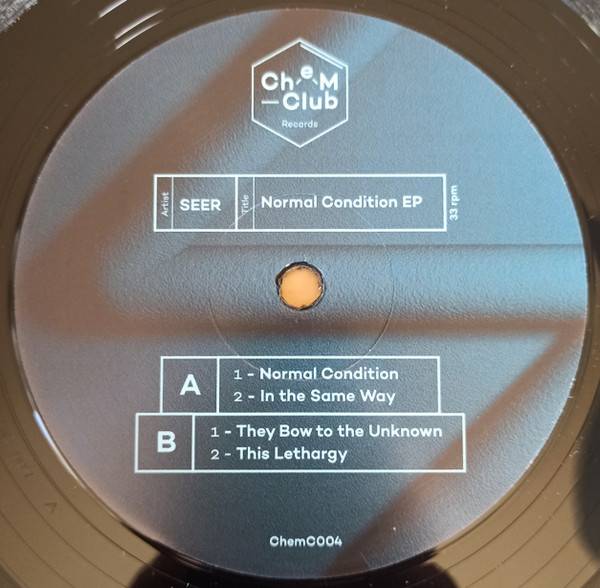 CheM
Club
Records
Artist SEER Title Normal Condition EP 33 rpm
A
1 - Normal Condition
2 - In the Same Way
B
1 - They Bow to the Unknown
2 - This Lethargy
ChemC004